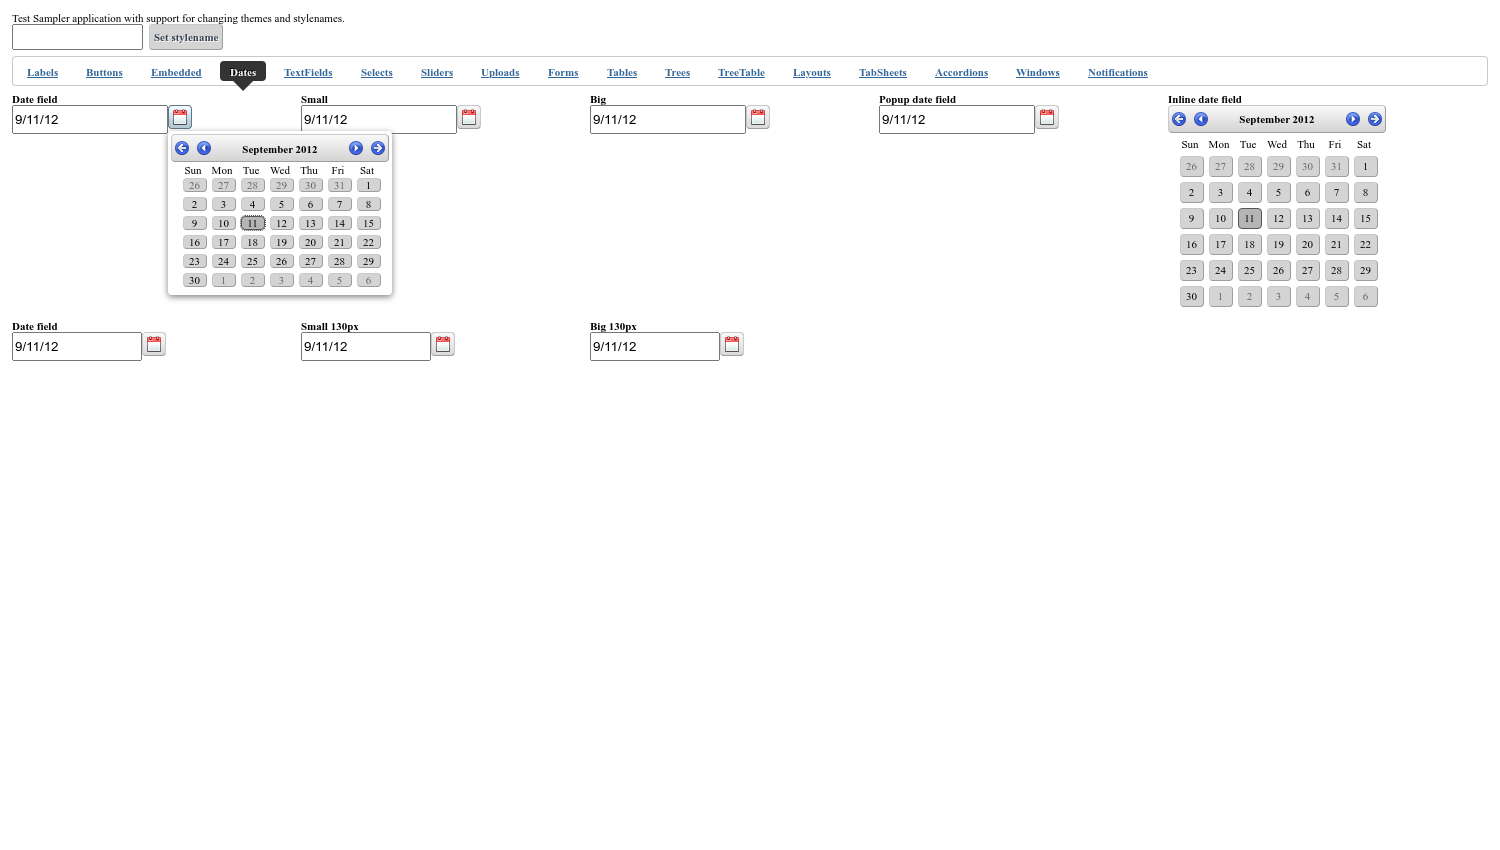 Test Sampler application with support for changing themes and stylenames.
Set stylename
Labels Buttons Embedded Dates TextFields Selects Sliders Uploads Forms Tables Trees TreeTable Layouts TabSheets Accordions Windows Notifications
Date field Small Big Popup date field Inline date field
9/11/12 9/11/12 9/11/12 9/11/12 September 2012
September 2012
Sun Mon Tue Wed Thu Fri Sat
26 27 28 29 30 31 1
2 3 4 5 6 7 8
9 10 11 12 13 14 15
16 17 18 19 20 21 22
23 24 25 26 27 28 29
30 1 2 3 4 5 6
Sun Mon Tue Wed Thu Fri Sat
26 27 28 29 30 31 1
2 3 4 5 6 7 8
9 10 11 12 13 14 15
16 17 18 19 20 21 22
23 24 25 26 27 28 29
30 1 2 3 4 5 6
Date field Small 130px Big 130px
9/11/12 9/11/12 9/11/12